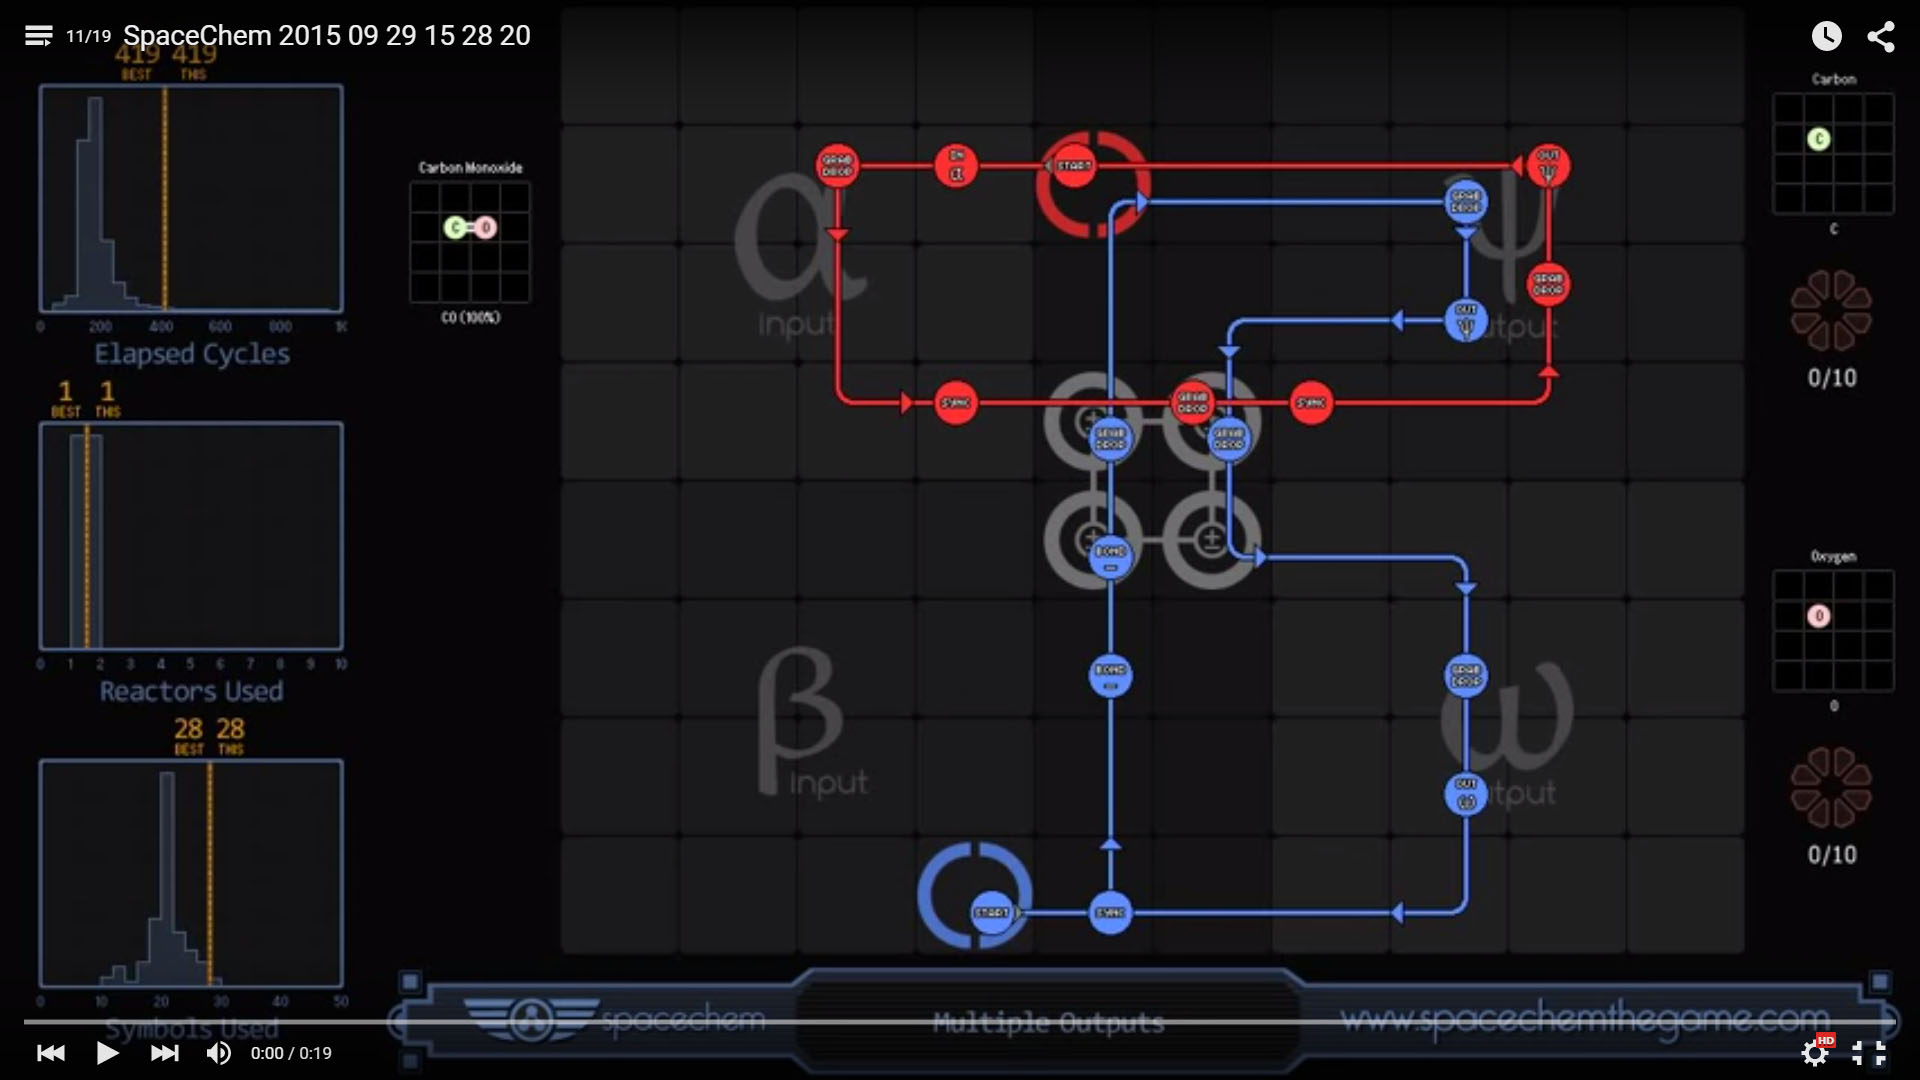 11/19 SpaceChem 2015 09 29 15 28 20
419 419
BEST THIS
0 200 400 600 800 1K
Elapsed Cycles
1 1
BEST THIS
0 1 2 3 4 5 6 7 8 9 10
Reactors Used
28 28
BEST THIS
0 10 20 30 40 50
Symbols Used
Carbon Monoxide
C=O
CO (100%)
α
Input
GRAB DROP
IN α
START
OUT ψ
GRAB DROP
ψ
GRAB DROP
OUT ψ
utput
SYNC
GRAB DROP
SYNC
± ±
GRAB DROP
GRAB DROP
± ±
BOND -
BOND -
β
Input
GRAB DROP
ω
OUT ω
utput
START
SYNC
Carbon
C
C
0/10
Oxygen
O
O
0/10
spacechem
Multiple Outputs
www.spacechemthegame.com
0:00 / 0:19
HD